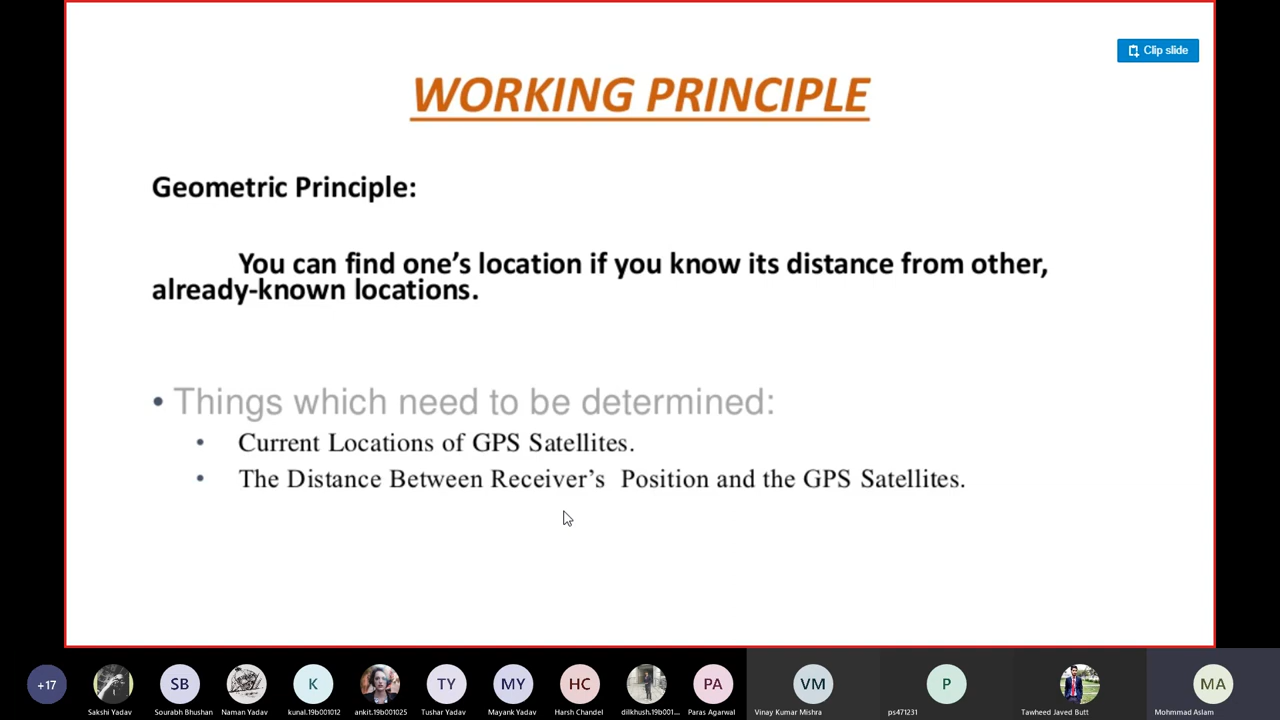 Clip slide
WORKING PRINCIPLE
Geometric Principle:
You can find one’s location if you know its distance from other,
already-known locations.
• Things which need to be determined:
• Current Locations of GPS Satellites.
• The Distance Between Receiver’s Position and the GPS Satellites.
+17
SB
K
TY
MY
HC
PA
VM
P
MA
Sakshi Yadav
Sourabh Bhushan
Naman Yadav
kunal.19b001012
ankit.19b001025
Tushar Yadav
Mayank Yadav
Harsh Chandel
dilkhush.19b001...
Paras Agarwal
Vinay Kumar Mishra
ps471231
Tawheed Javed Butt
Mohmmad Aslam